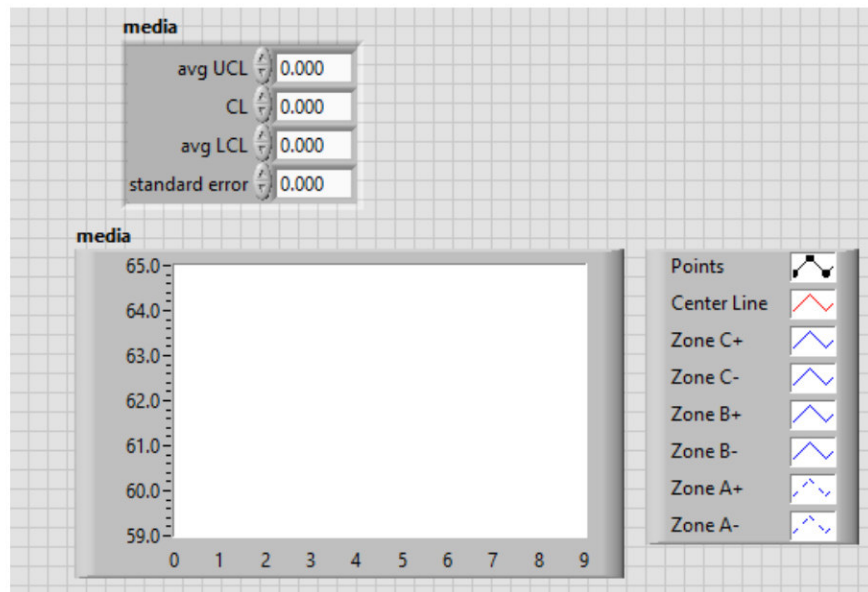 media
avg UCL 0.000
CL 0.000
avg LCL 0.000
standard error 0.000
media
65.0
64.0
63.0
62.0
61.0
60.0
59.0
0 1 2 3 4 5 6 7 8 9
Points
Center Line
Zone C+
Zone C-
Zone B+
Zone B-
Zone A+
Zone A-